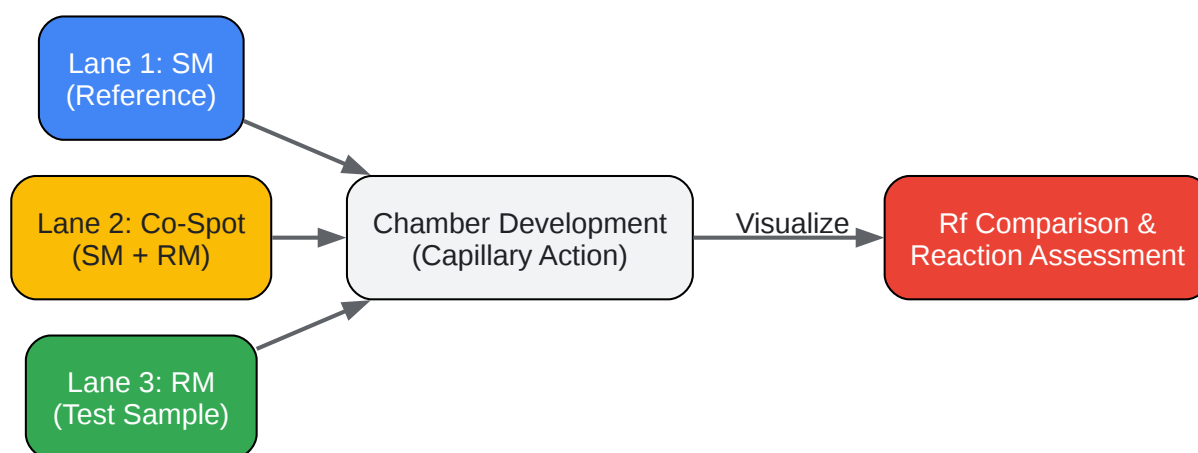 Lane 1: SM
(Reference)
Lane 2: Co-Spot
(SM + RM)
Lane 3: RM
(Test Sample)
Chamber Development
(Capillary Action)
Visualize
Rf Comparison &
Reaction Assessment